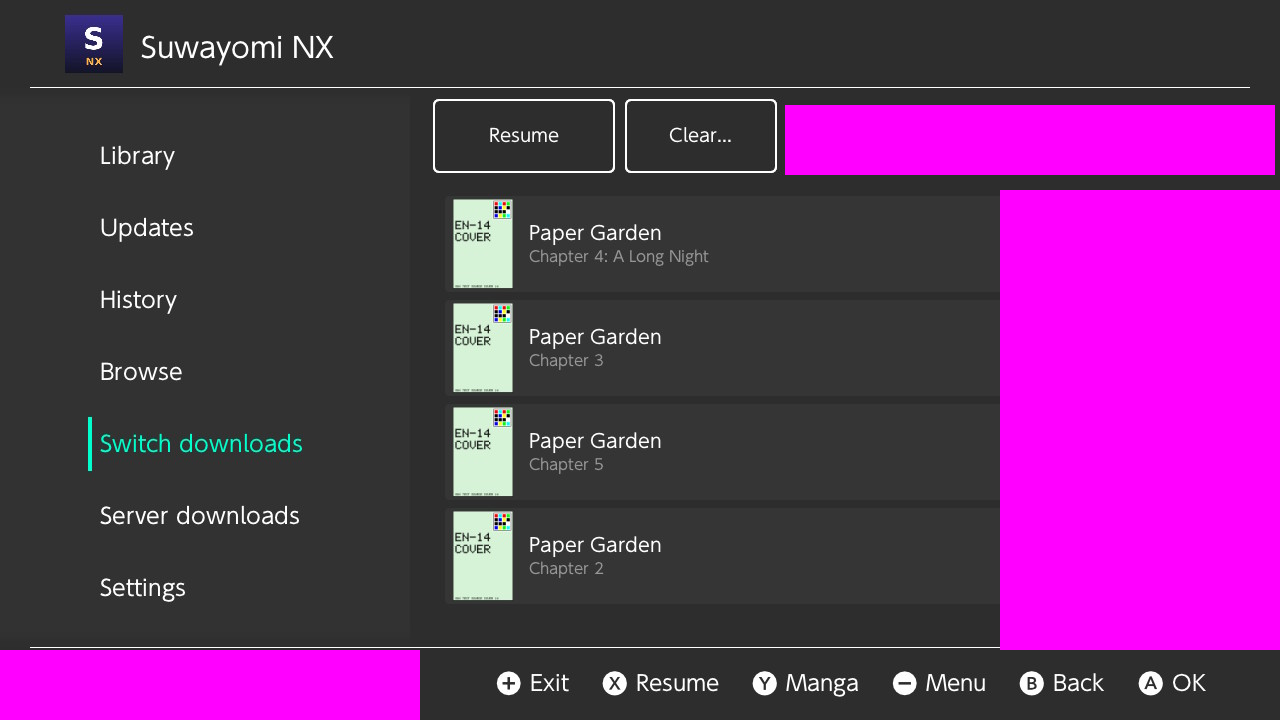 S
NX
Suwayomi NX
Library
Updates
History
Browse
Switch downloads
Server downloads
Settings
Resume
Clear...
EN-14
COVER
Paper Garden
Chapter 4: A Long Night
EN-14
COVER
Paper Garden
Chapter 3
EN-14
COVER
Paper Garden
Chapter 5
EN-14
COVER
Paper Garden
Chapter 2
+ Exit
X Resume
Y Manga
− Menu
B Back
A OK